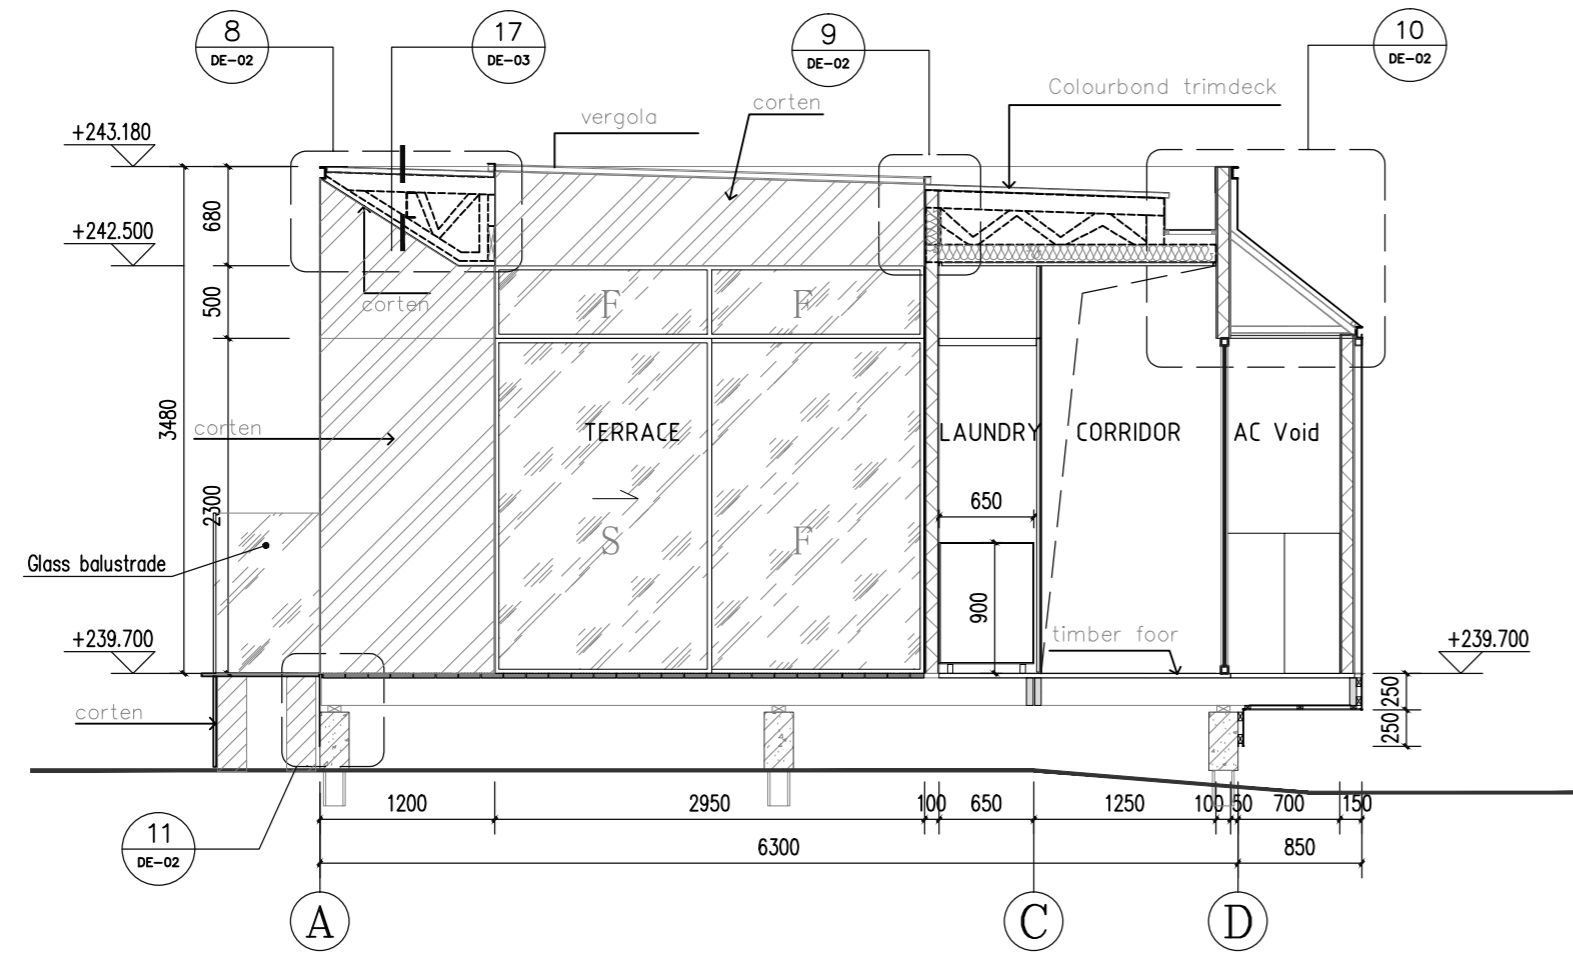 8
DE-02
17
DE-03
9
DE-02
10
DE-02
Colourbond trimdeck
corten
vergola
+243.180
680
+242.500
500
F
F
corten
3480
corten
TERRACE
LAUNDRY
CORRIDOR
AC Void
2300
650
S
F
Glass balustrade
900
+239.700
timber foor
+239.700
250
corten
250
1200
2950
100
650
1250
100
50
700
150
11
DE-02
6300
850
A
C
D